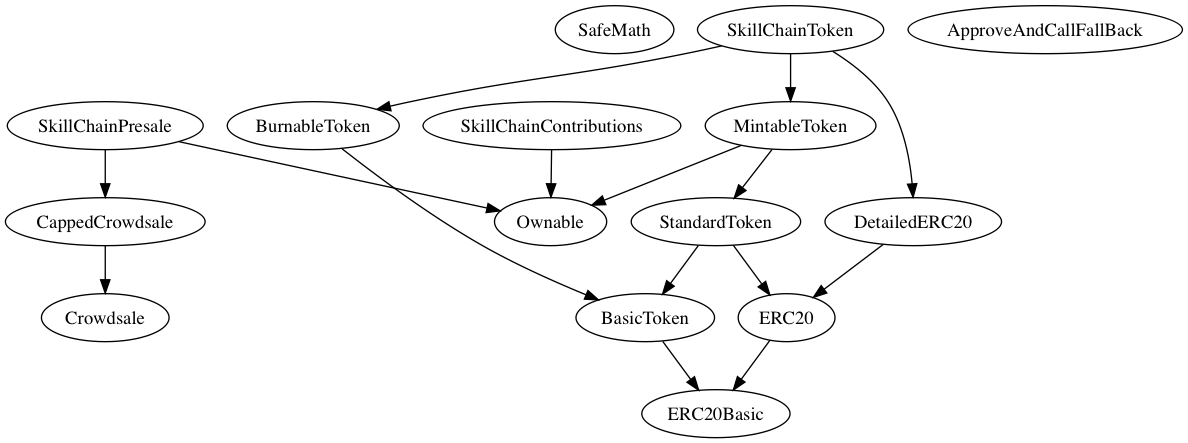 SafeMath
SkillChainToken
ApproveAndCallFallBack
SkillChainPresale
BurnableToken
SkillChainContributions
MintableToken
CappedCrowdsale
Ownable
StandardToken
DetailedERC20
Crowdsale
BasicToken
ERC20
ERC20Basic